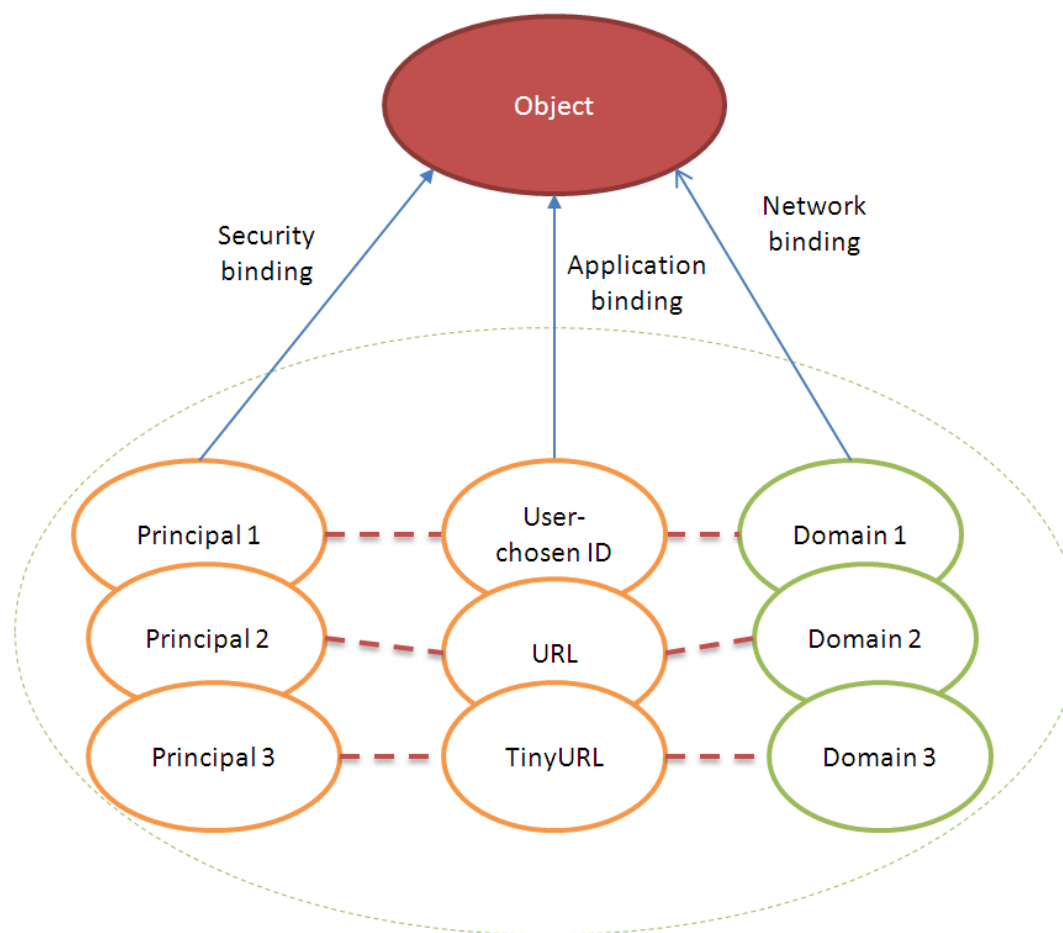 Object
Security
binding
Application
binding
Network
binding
Principal 1
User-
chosen ID
Domain 1
Principal 2
URL
Domain 2
Principal 3
TinyURL
Domain 3